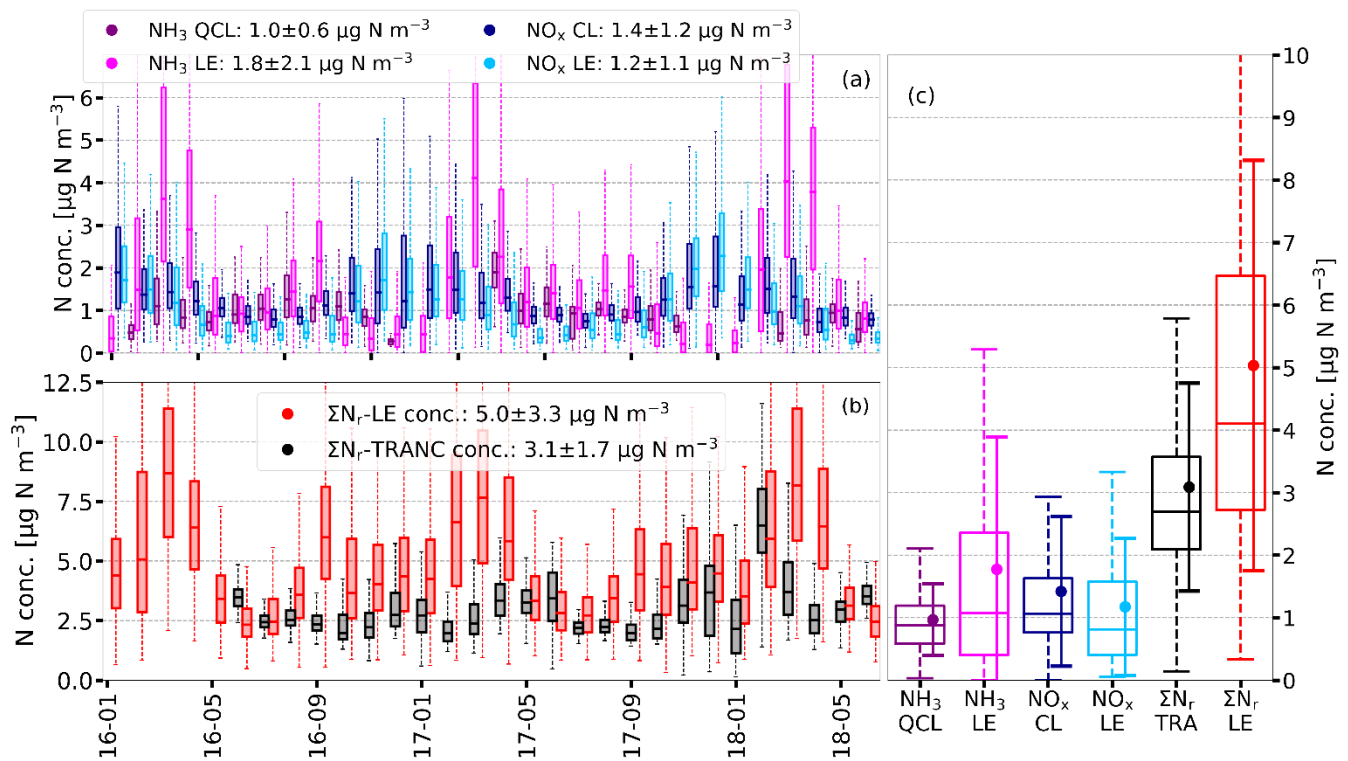 NH₃ QCL: 1.0±0.6 µg N m⁻³
NH₃ LE: 1.8±2.1 µg N m⁻³
NOₓ CL: 1.4±1.2 µg N m⁻³
NOₓ LE: 1.2±1.1 µg N m⁻³
(a)
N conc. [µg N m⁻³]
6
5
4
3
2
1
0
(b)
ΣNᵣ-LE conc.: 5.0±3.3 µg N m⁻³
ΣNᵣ-TRANC conc.: 3.1±1.7 µg N m⁻³
N conc. [µg N m⁻³]
12.5
10.0
7.5
5.0
2.5
0.0
16-01
16-05
16-09
17-01
17-05
17-09
18-01
18-05
(c)
10
9
8
7
6
5
4
3
2
1
0
N conc. [µg N m⁻³]
NH₃ NH₃ NOₓ NOₓ ΣNᵣ ΣNᵣ
QCL LE CL LE TRA LE